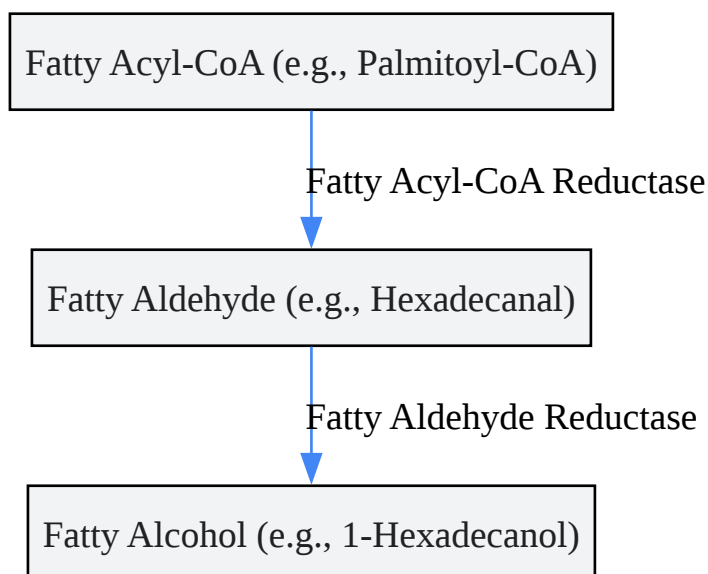 Fatty Acyl-CoA (e.g., Palmitoyl-CoA)
Fatty Acyl-CoA Reductase
Fatty Aldehyde (e.g., Hexadecanal)
Fatty Aldehyde Reductase
Fatty Alcohol (e.g., 1-Hexadecanol)